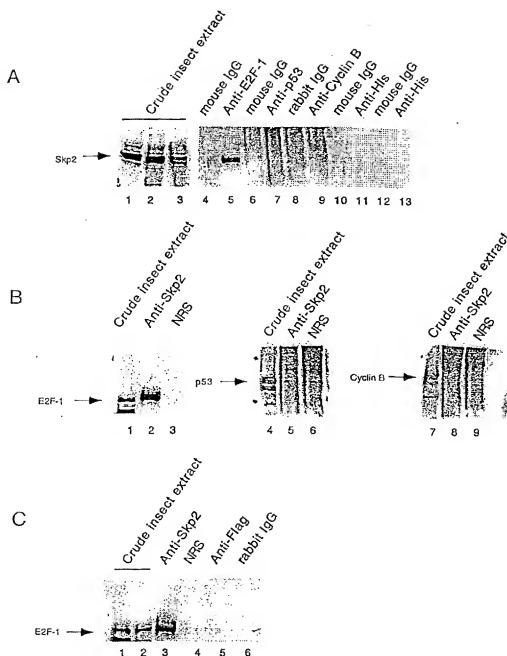 A
Crude insect extract
mouse IgG
Anti-E2F-1
mouse IgG
Anti-p53
rabbit IgG
Anti-Cyclin B
mouse IgG
Anti-HIs
mouse IgG
Anti-His
Skp2
1 2 3 4 5 6 7 8 9 10 11 12 13
B
Crude insect extract
Anti-Skp2
NRS
E2F-1
1 2 3
Crude insect extract
Anti-Skp2
NRS
p53
4 5 6
Crude insect extract
Anti-Skp2
NRS
Cyclin B
7 8 9
C
Crude insect extract
Anti-Skp2
NRS
Anti-Flag
rabbit IgG
E2F-1
1 2 3 4 5 6